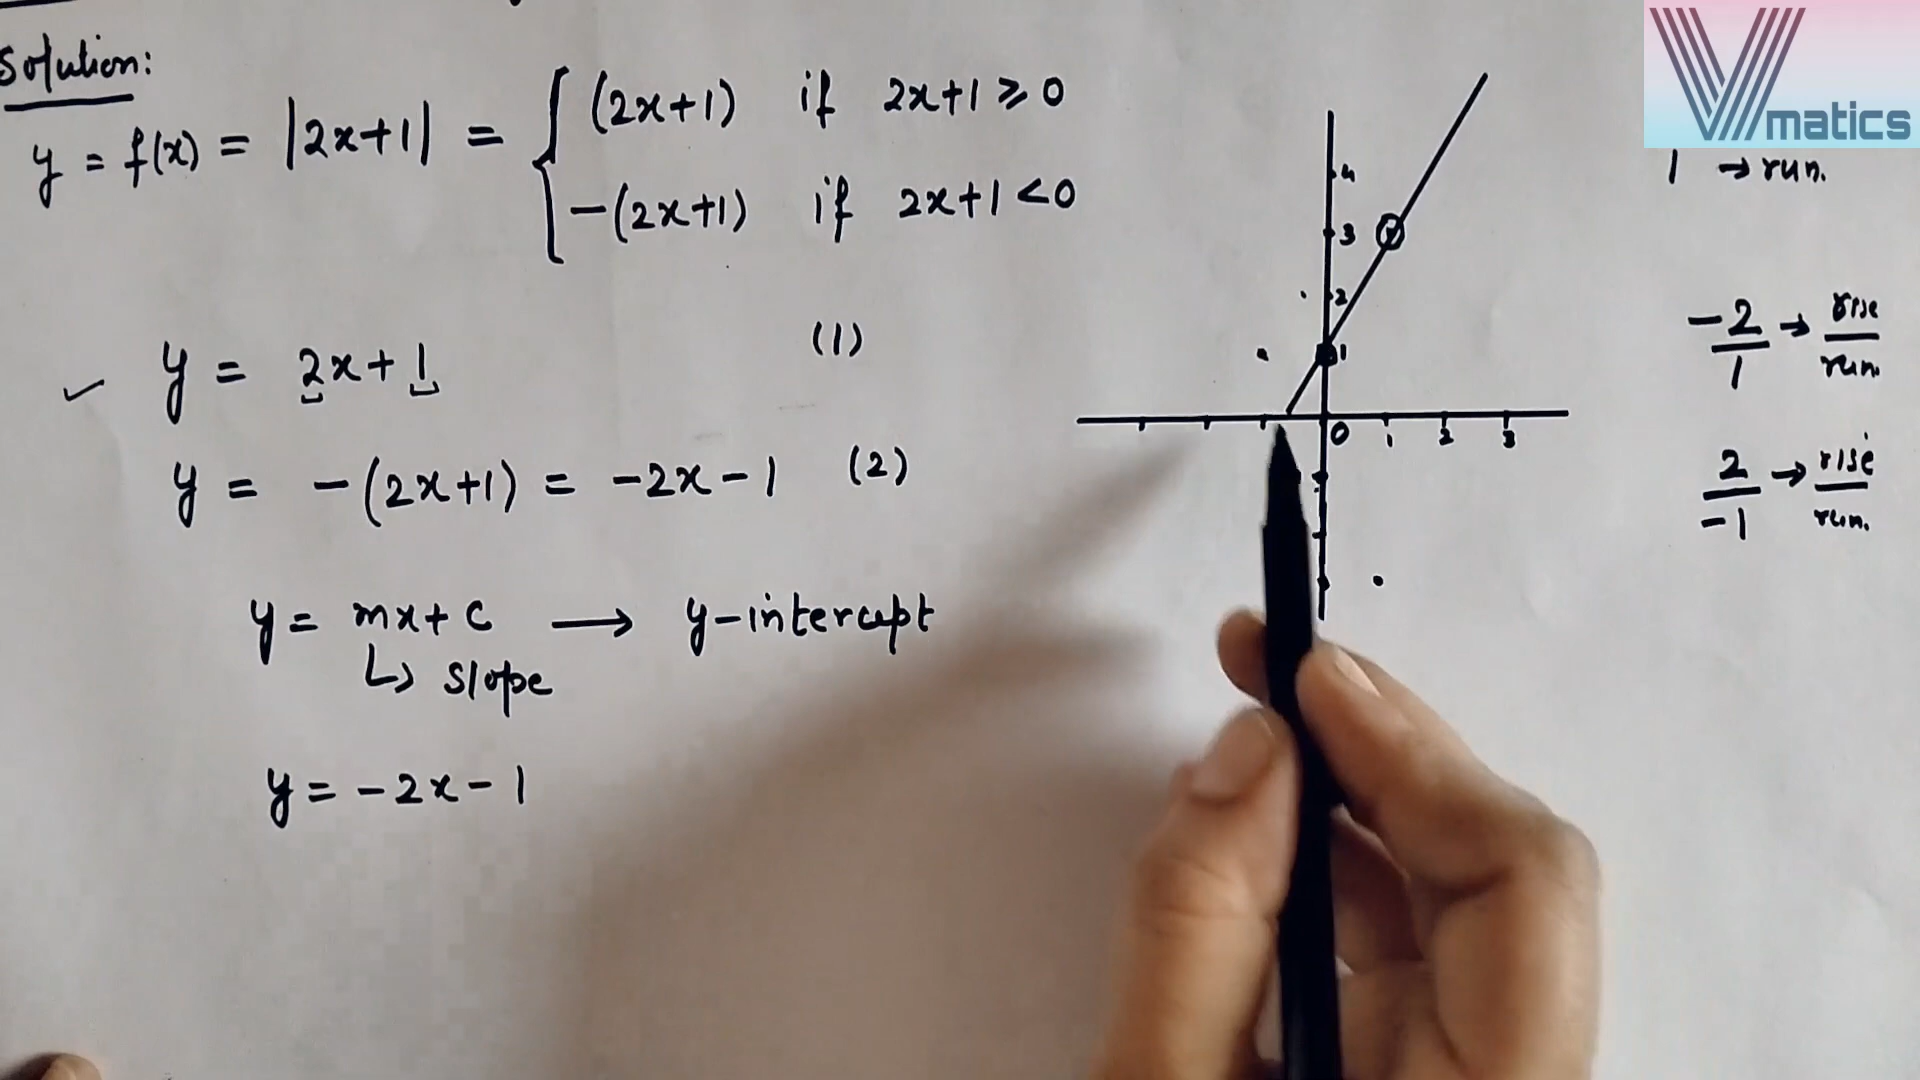 Solution:
y = f(x) = |2x+1| = { (2x+1) if 2x+1 ≥ 0
-(2x+1) if 2x+1 < 0
y = 2x+1 (1)
y = -(2x+1) = -2x-1 (2)
y = mx+c → y-intercept
↳ slope
y = -2x-1
4
3
2
1
0 1 2 3
Vmatics
1 → run.
-2/1 → rise/run.
2/-1 → rise/run.